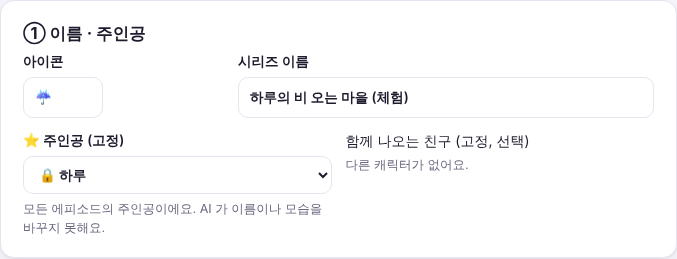 ① 이름 · 주인공
아이콘
시리즈 이름
☔
하루의 비 오는 마을 (체험)
⭐ 주인공 (고정)
함께 나오는 친구 (고정, 선택)
🔒 하루
다른 캐릭터가 없어요.
모든 에피소드의 주인공이에요. AI 가 이름이나 모습을
바꾸지 못해요.